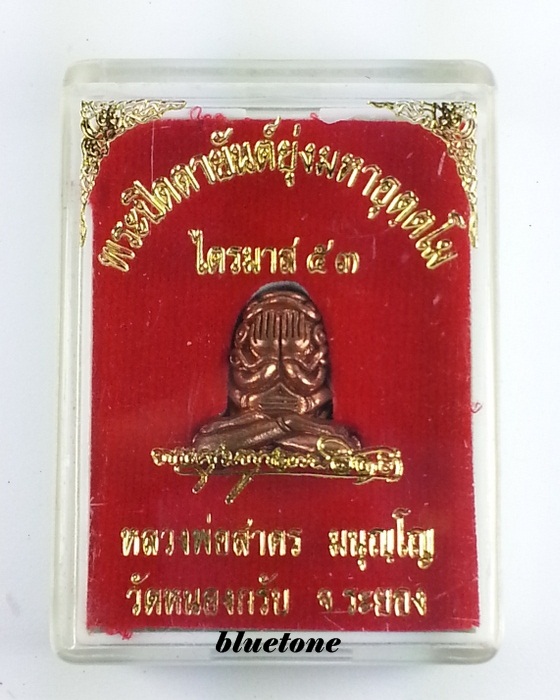 พระปิดตายันต์ยุ่งมหาอุตตโม
ไตรมาส ๕๓
หลวงพ่อสาคร มนุญโญ
วัดหนองกรับ จ.ระยอง
bluetone